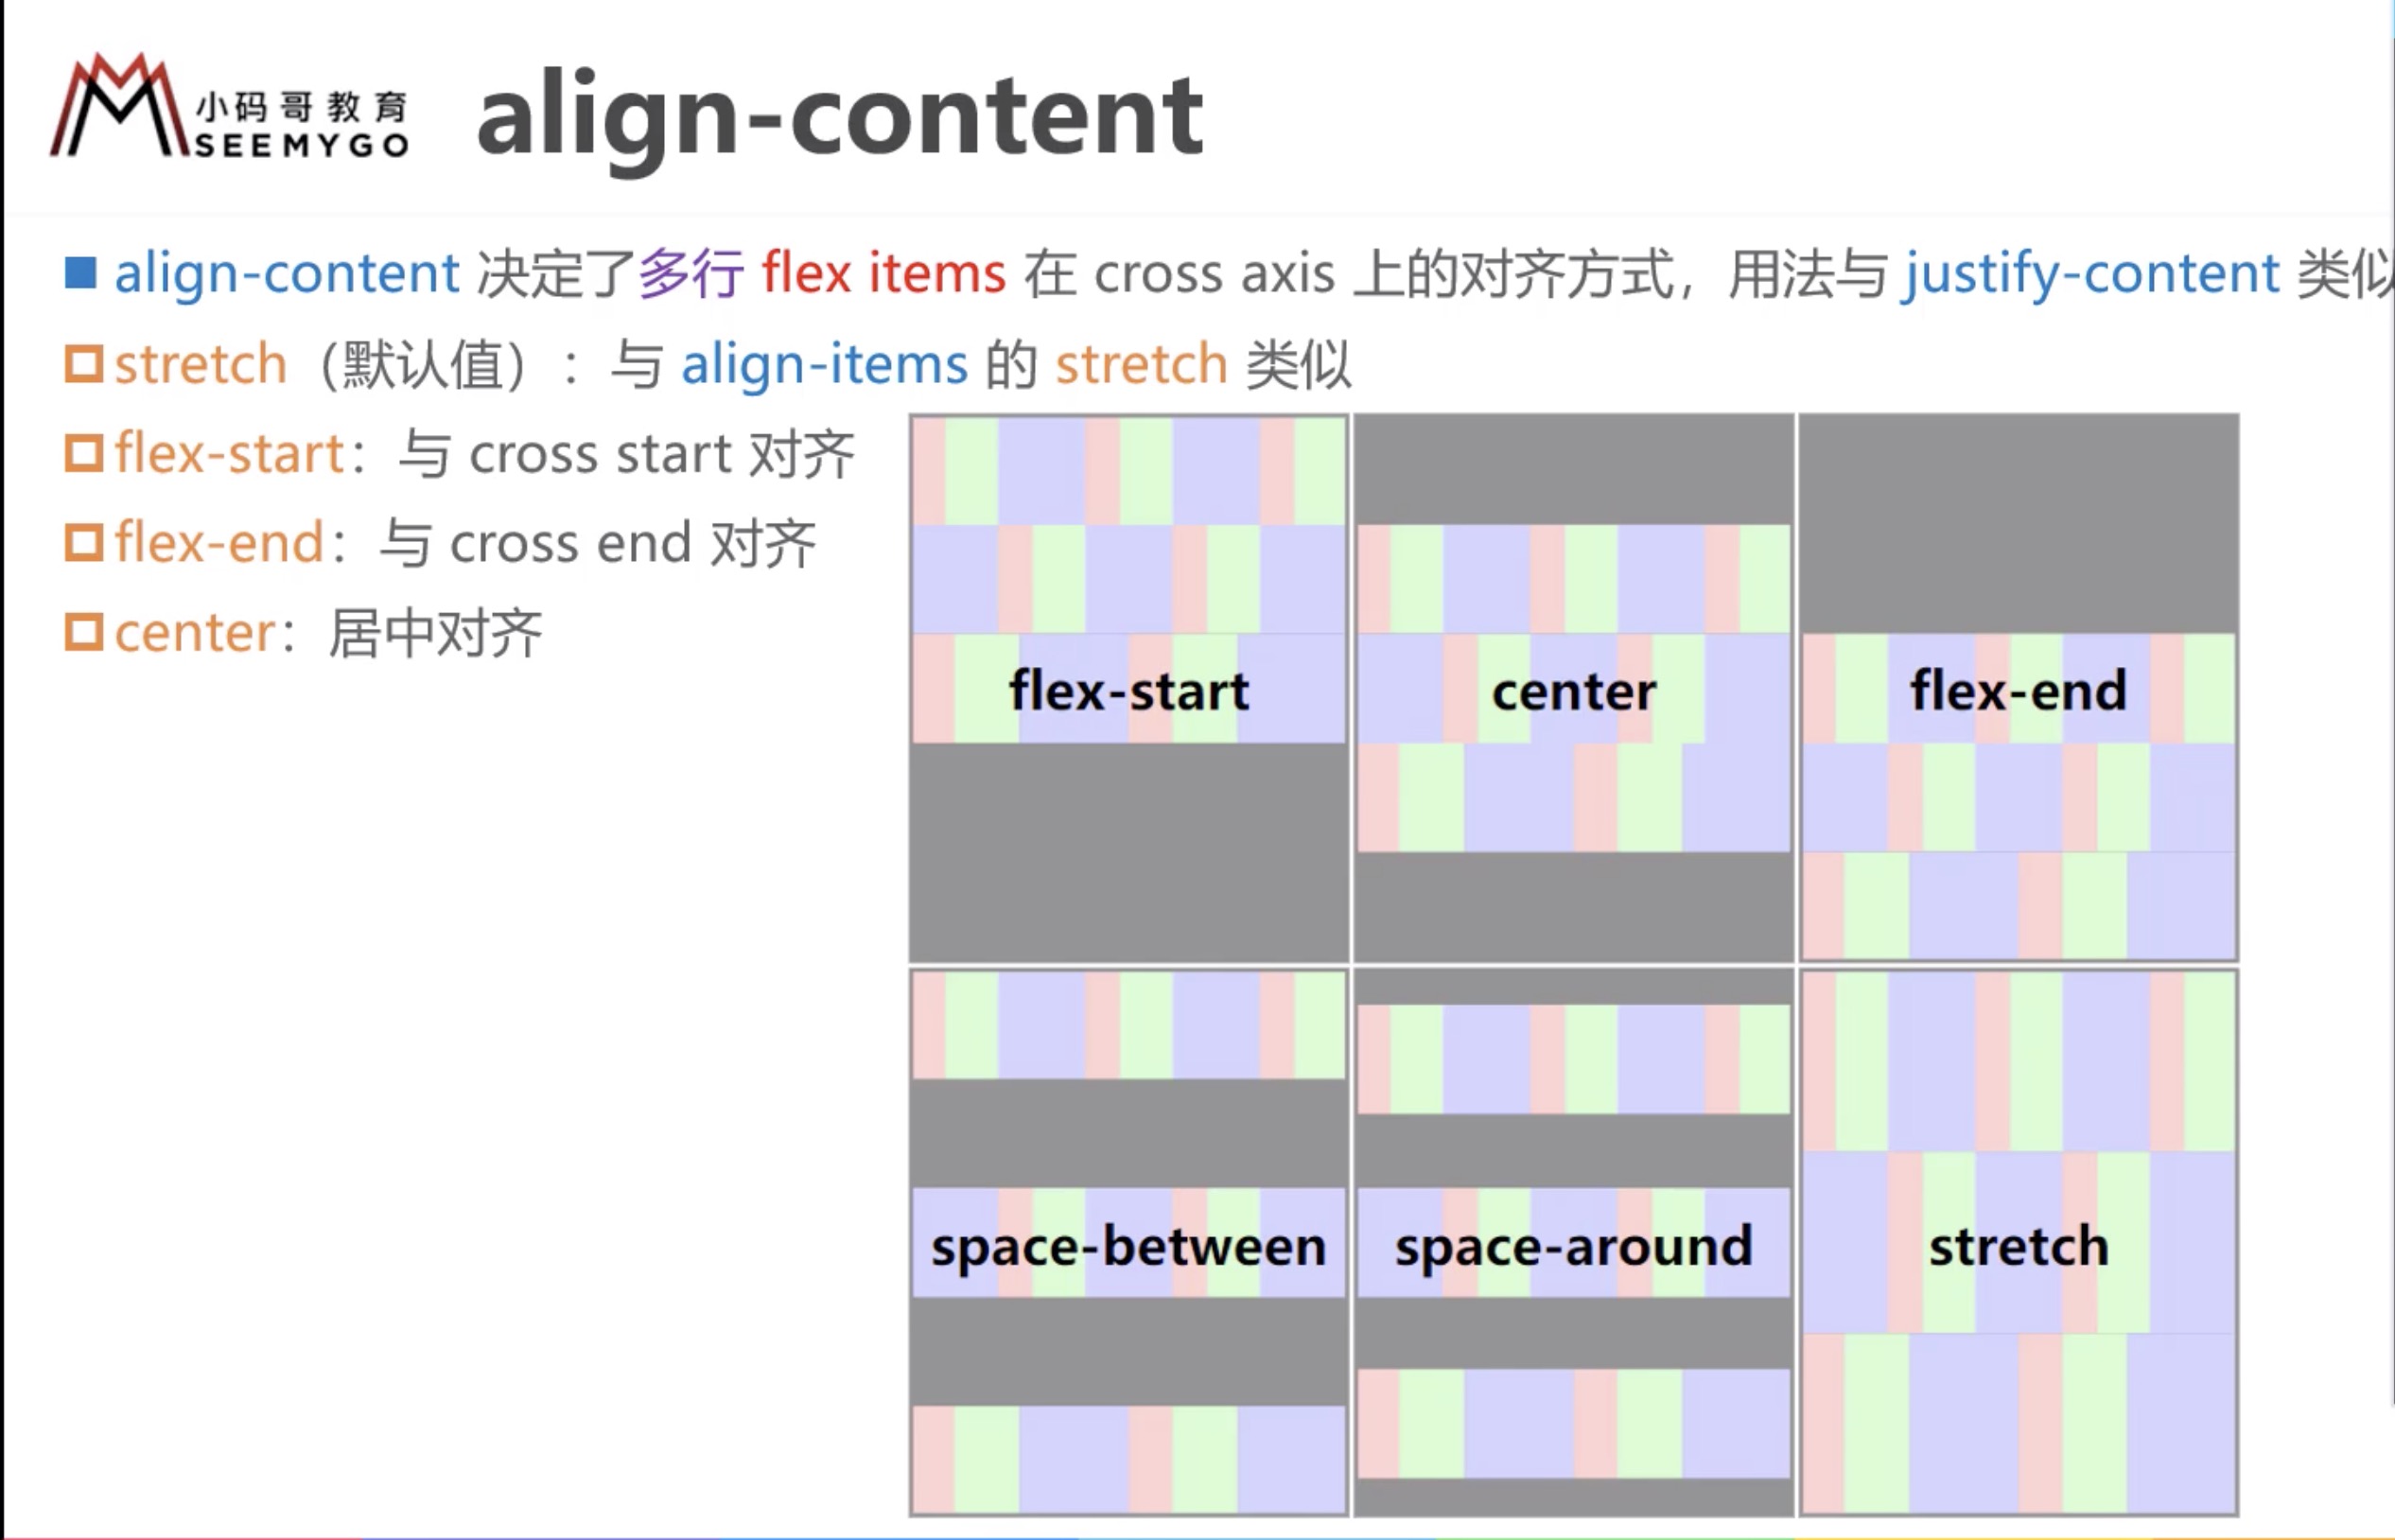 小码哥教育
SEEMYGO
align-content
align-content 决定了多行 flex items 在 cross axis 上的对齐方式，用法与 justify-content 类似
stretch（默认值）：与 align-items 的 stretch 类似
flex-start：与 cross start 对齐
flex-end：与 cross end 对齐
center：居中对齐
flex-start
center
flex-end
space-between
space-around
stretch